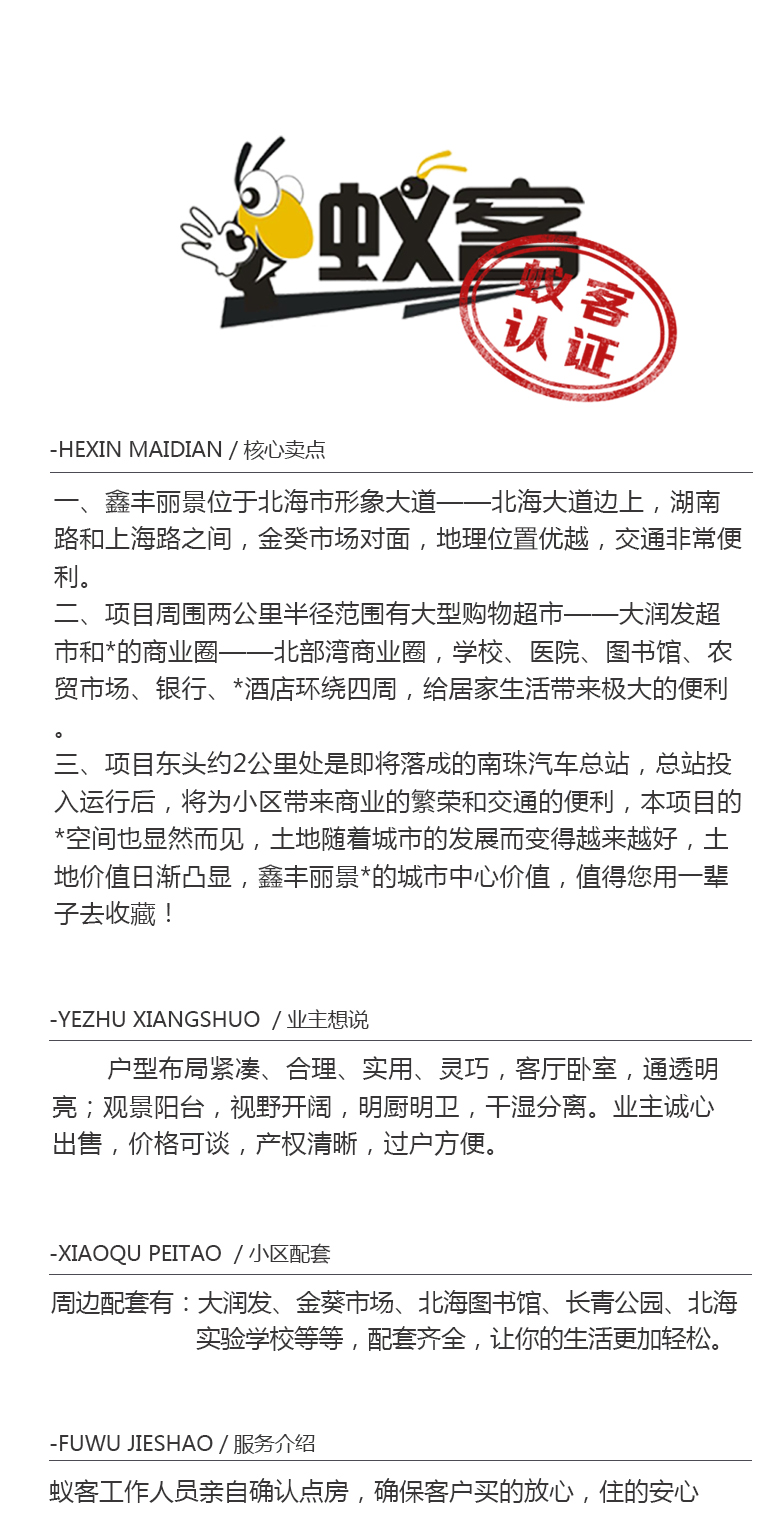 蚁客
蚁客
认证
-HEXIN MAIDIAN / 核心卖点
一、鑫丰丽景位于北海市形象大道——北海大道边上，湖南
路和上海路之间，金癸市场对面，地理位置优越，交通非常便
利。
二、项目周围两公里半径范围有大型购物超市——大润发超
市和*的商业圈——北部湾商业圈，学校、医院、图书馆、农
贸市场、银行、*酒店环绕四周，给居家生活带来极大的便利
。
三、项目东头约2公里处是即将落成的南珠汽车总站，总站投
入运行后，将为小区带来商业的繁荣和交通的便利，本项目的
*空间也显然而见，土地随着城市的发展而变得越来越好，土
地价值日渐凸显，鑫丰丽景*的城市中心价值，值得您用一辈
子去收藏！
-YEZHU XIANGSHUO / 业主想说
户型布局紧凑、合理、实用、灵巧，客厅卧室，通透明
亮；观景阳台，视野开阔，明厨明卫，干湿分离。业主诚心
出售，价格可谈，产权清晰，过户方便。
-XIAOQU PEITAO / 小区配套
周边配套有：大润发、金葵市场、北海图书馆、长青公园、北海
实验学校等等，配套齐全，让你的生活更加轻松。
-FUWU JIESHAO / 服务介绍
蚁客工作人员亲自确认点房，确保客户买的放心，住的安心